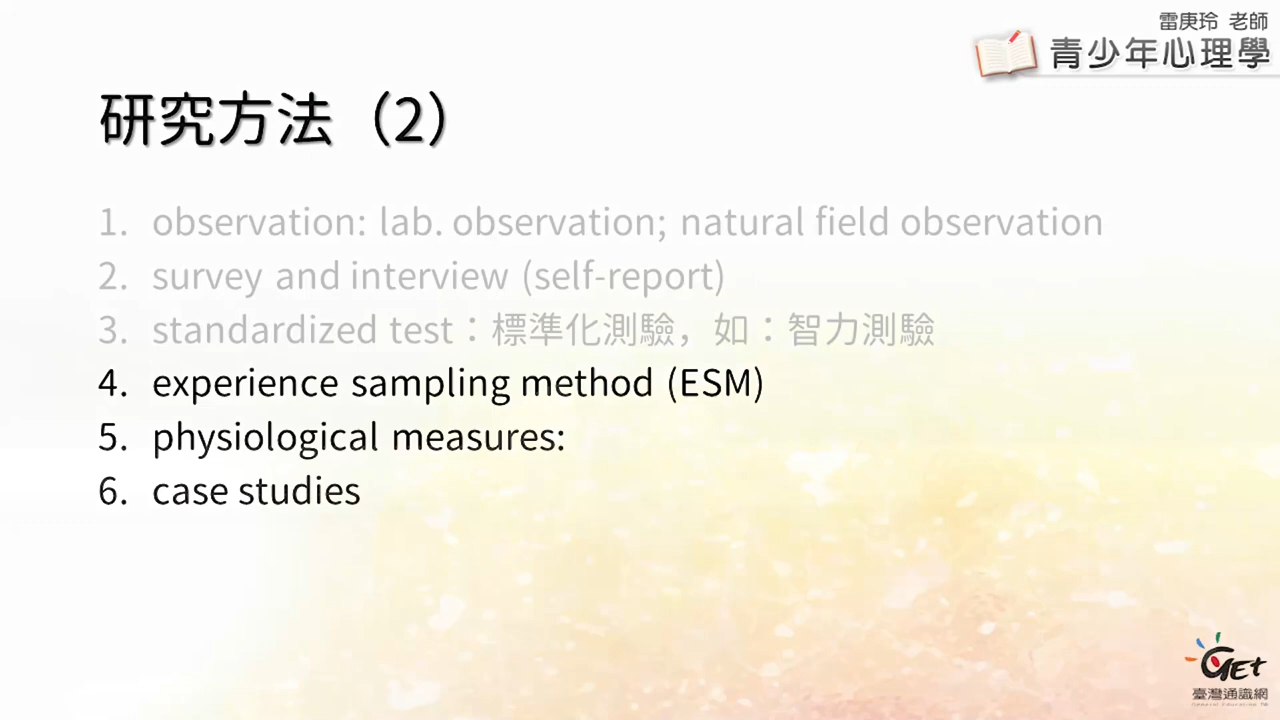 雷庚玲 老師
青少年心理學
研究方法（2）
1. observation: lab. observation; natural field observation
2. survey and interview (self-report)
3. standardized test：標準化測驗，如：智力測驗
4. experience sampling method (ESM)
5. physiological measures:
6. case studies
GET
臺灣通識網